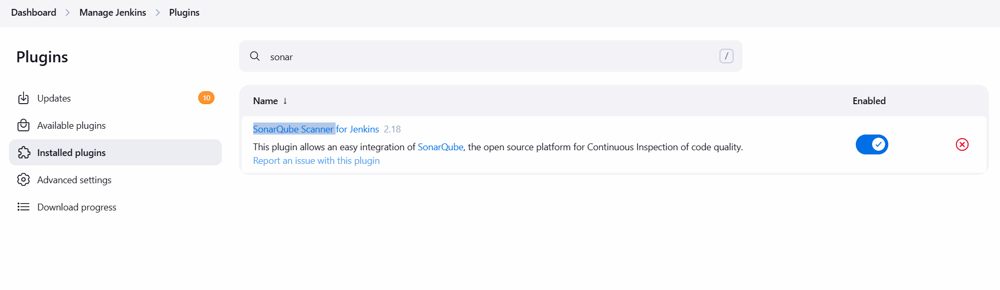 Dashboard > Manage Jenkins > Plugins
Plugins
sonar
/
Updates 10
Available plugins
Installed plugins
Advanced settings
Download progress
Name ↓ Enabled
SonarQube Scanner for Jenkins 2.18
This plugin allows an easy integration of SonarQube, the open source platform for Continuous Inspection of code quality.
Report an issue with this plugin